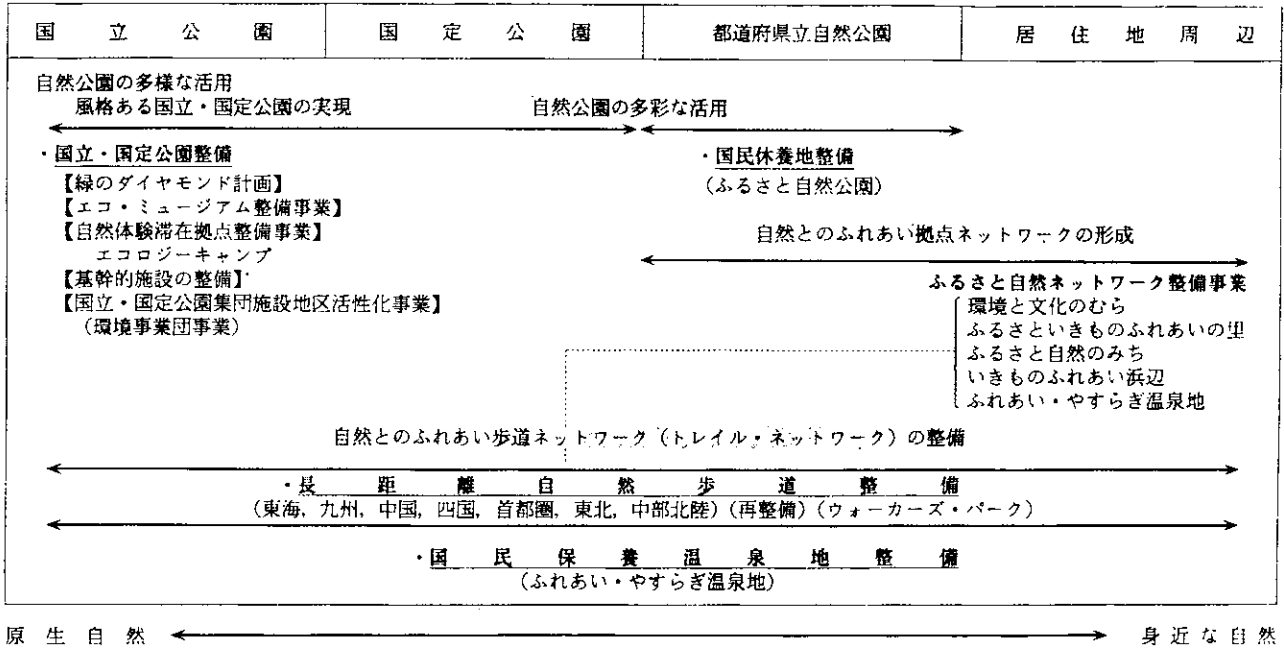 国立公園 国定公園 都道府県立自然公園 居住地周辺
自然公園の多様な活用
風格ある国立・国定公園の実現 自然公園の多彩な活用
・国立・国定公園整備 ・国民休養地整備
【緑のダイヤモンド計画】 (ふるさと自然公園)
【エコ・ミュージアム整備事業】
【自然体験滞在拠点整備事業】 自然とのふれあい拠点ネットワークの形成
エコロジーキャンプ
【基幹的施設の整備】 ふるさと自然ネットワーク整備事業
【国立・国定公園集団施設地区活性化事業】 環境と文化のむら
(環境事業団事業) ふるさといきものふれあいの里
ふるさと自然のみち
いきものふれあい浜辺
ふれあい・やすらぎ温泉地
自然とのふれあい歩道ネットワーク(トレイル・ネットワーク)の整備
・長距離自然歩道整備
(東海, 九州, 中国, 四国, 首都圏, 東北, 中部北陸)(再整備)(ウォーカーズ・パーク)
・国民保養温泉地整備
(ふれあい・やすらぎ温泉地)
原生自然 身近な自然